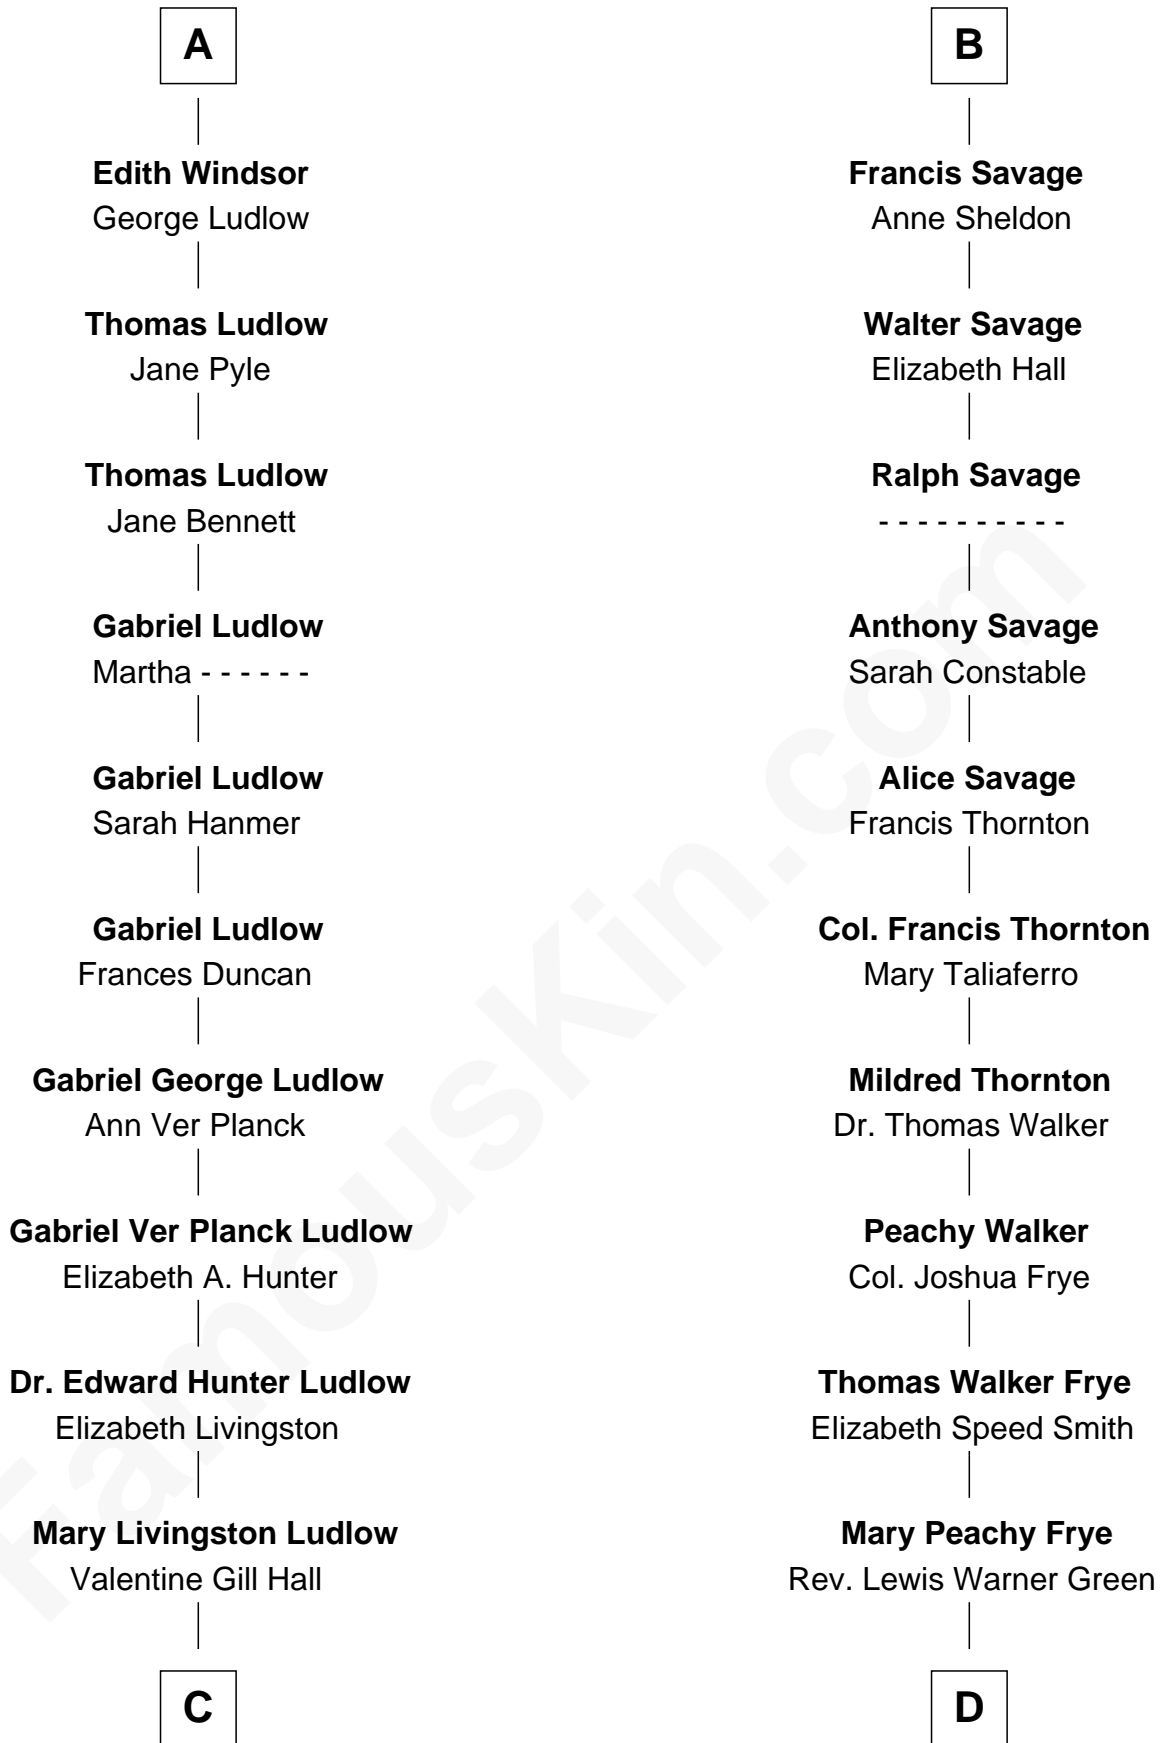 A
Edith Windsor
George Ludlow
Thomas Ludlow
Jane Pyle
Thomas Ludlow
Jane Bennett
Gabriel Ludlow
Martha - - - - - -
Gabriel Ludlow
Sarah Hanmer
Gabriel Ludlow
Frances Duncan
Gabriel George Ludlow
Ann Ver Planck
Gabriel Ver Planck Ludlow
Elizabeth A. Hunter
Dr. Edward Hunter Ludlow
Elizabeth Livingston
Mary Livingston Ludlow
Valentine Gill Hall
C
B
Francis Savage
Anne Sheldon
Walter Savage
Elizabeth Hall
Ralph Savage
- - - - - - - - - -
Anthony Savage
Sarah Constable
Alice Savage
Francis Thornton
Col. Francis Thornton
Mary Taliaferro
Mildred Thornton
Dr. Thomas Walker
Peachy Walker
Col. Joshua Frye
Thomas Walker Frye
Elizabeth Speed Smith
Mary Peachy Frye
Rev. Lewis Warner Green
D
FamousKin.com